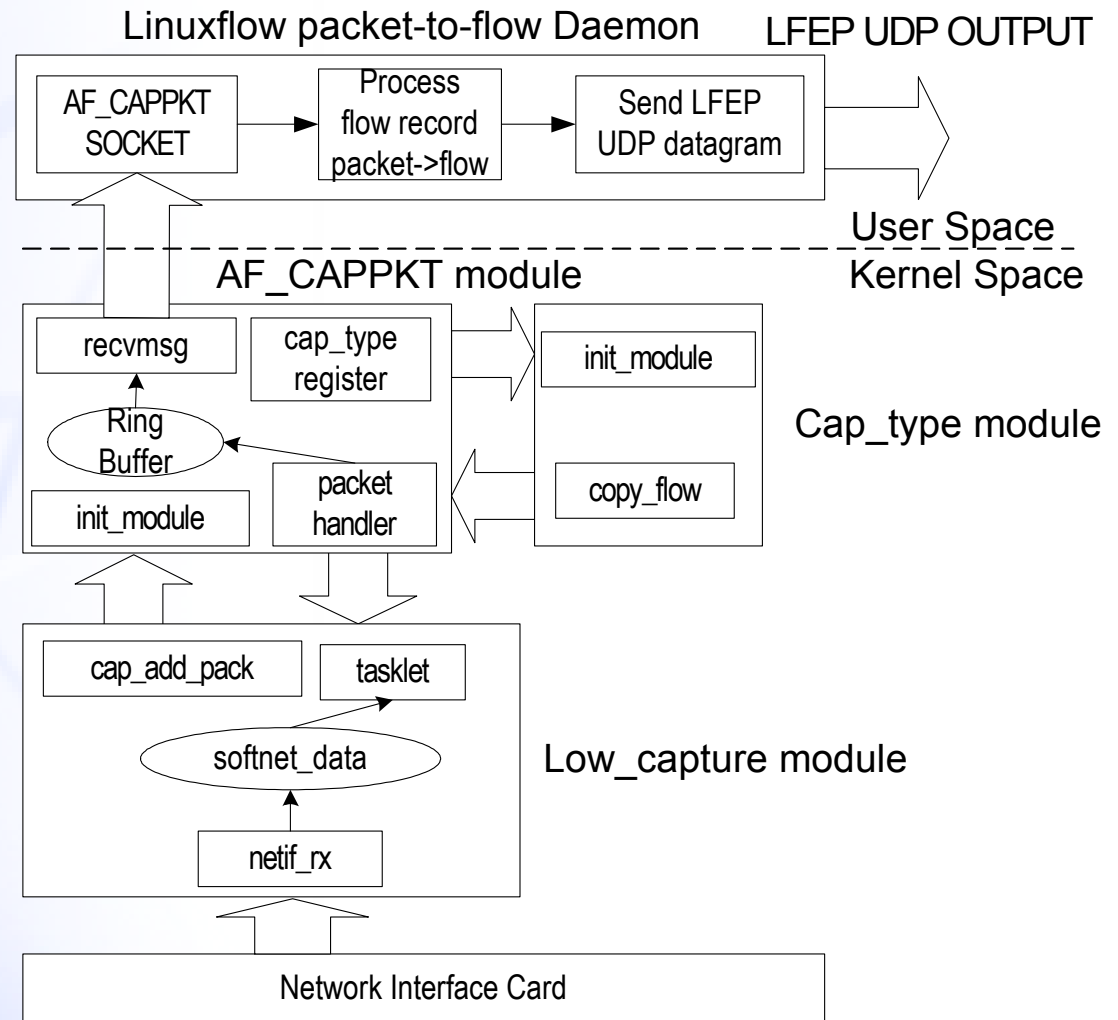 Linuxflow packet-to-flow Daemon
LFEP UDP OUTPUT
AF_CAPPKT
SOCKET
Process
flow record
packet->flow
Send LFEP
UDP datagram
User Space
AF_CAPPKT module
Kernel Space
recvmsg
cap_type
register
init_module
Ring
Buffer
Cap_type module
init_module
packet
handler
copy_flow
cap_add_pack
tasklet
softnet_data
Low_capture module
netif_rx
Network Interface Card